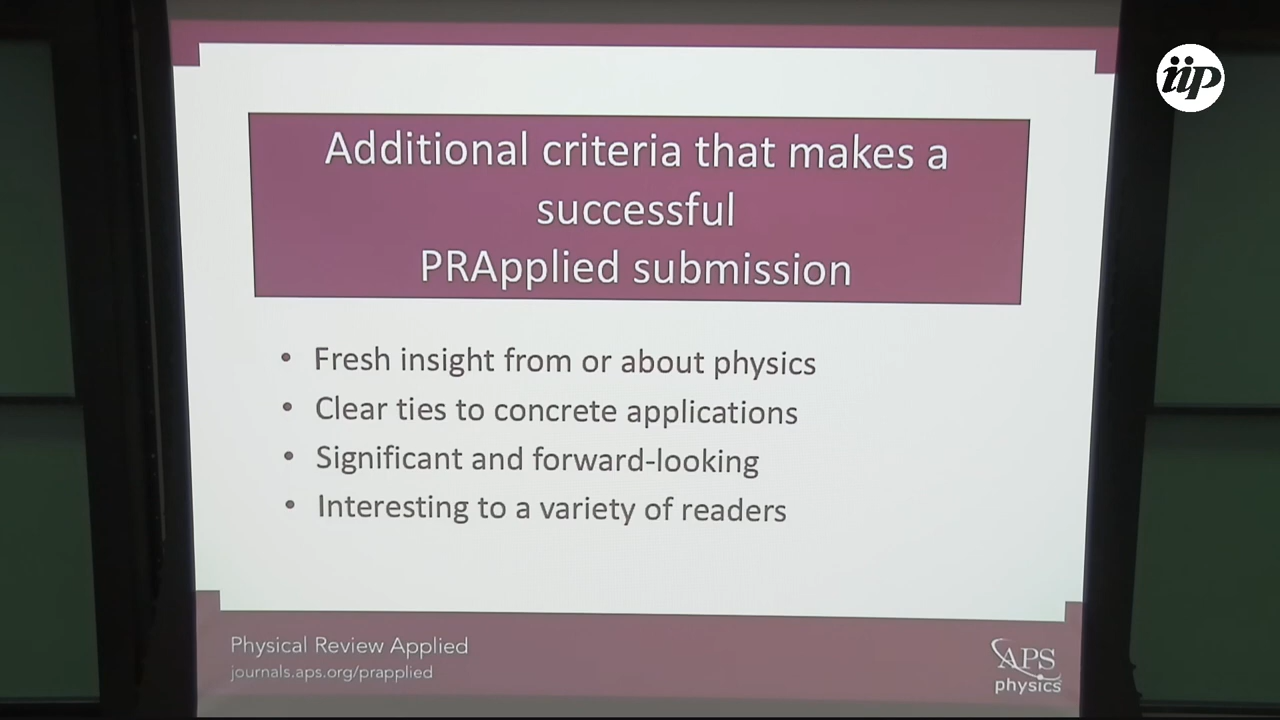 iip
Additional criteria that makes a
successful
PRApplied submission
• Fresh insight from or about physics
• Clear ties to concrete applications
• Significant and forward-looking
• Interesting to a variety of readers
Physical Review Applied
journals.aps.org/prapplied
APS
physics